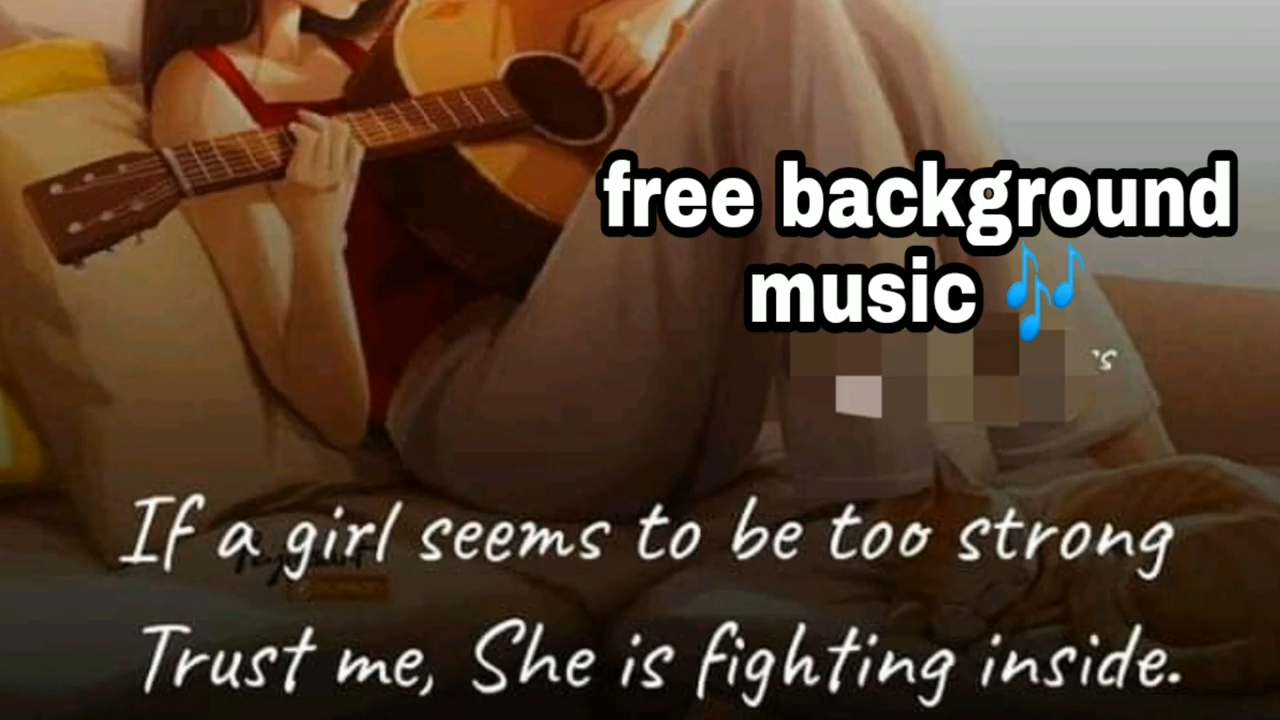 free background
music 🎶
's
If a girl seems to be too strong
Trust me, She is fighting inside.